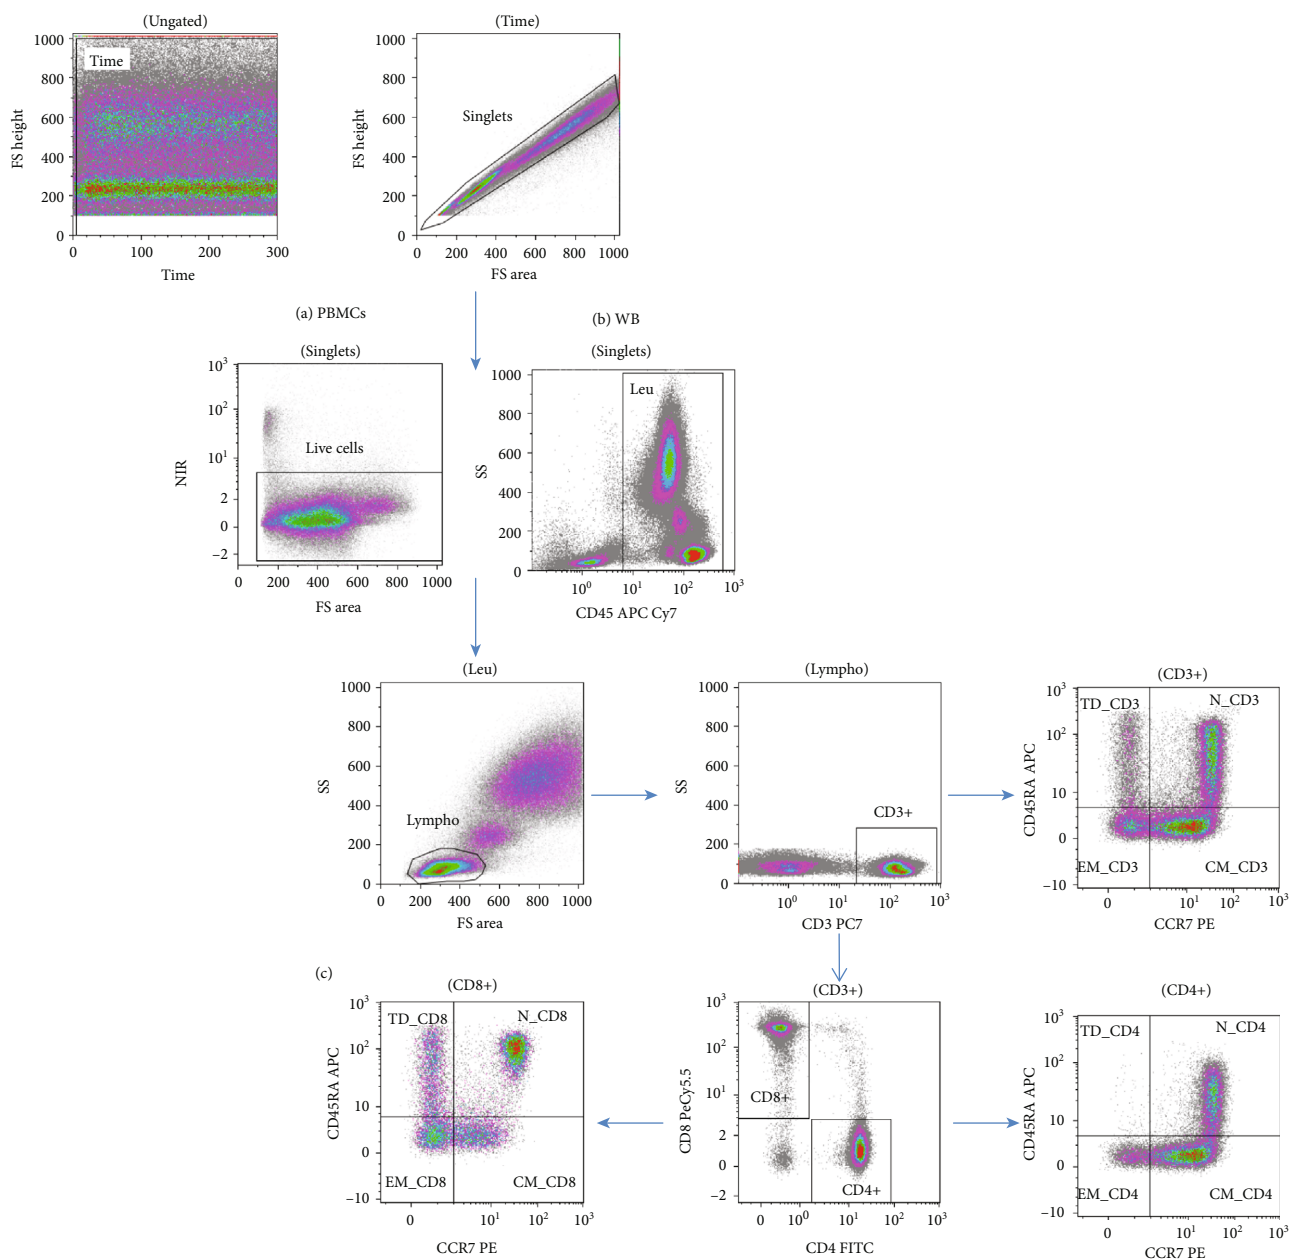 (Ungated)
1000
800
600
400
200
0
FS height
Time
0 100 200 300
Time
(Time)
1000
800
600
400
200
0
FS height
Singlets
0 200 400 600 800 1000
FS area
(a) PBMCs
(Singlets)
10³
10²
10¹
2
0
–2
NIR
Live cells
0 200 400 600 800 1000
FS area
(b) WB
(Singlets)
1000
800
600
400
200
0
SS
Leu
10⁰ 10¹ 10² 10³
CD45 APC Cy7
(Leu)
1000
800
600
400
200
0
SS
Lympho
200 400 600 800 1000
FS area
(Lympho)
1000
800
600
400
200
0
SS
CD3+
10⁰ 10¹ 10² 10³
CD3 PC7
(CD3+)
10³
10²
10
0
–10
CD45RA APC
TD_CD3 N_CD3
EM_CD3 CM_CD3
0 10¹ 10² 10³
CCR7 PE
(c)
(CD8+)
10³
10²
10
0
–10
CD45RA APC
TD_CD8 N_CD8
EM_CD8 CM_CD8
0 10¹ 10² 10³
CCR7 PE
(CD3+)
10³
10²
10¹
2
0
–2
CD8 PeCy5.5
CD8+
CD4+
0 10⁰ 10¹ 10² 10³
CD4 FITC
(CD4+)
10³
10²
10
0
–10
CD45RA APC
TD_CD4 N_CD4
EM_CD4 CM_CD4
0 10¹ 10² 10³
CCR7 PE